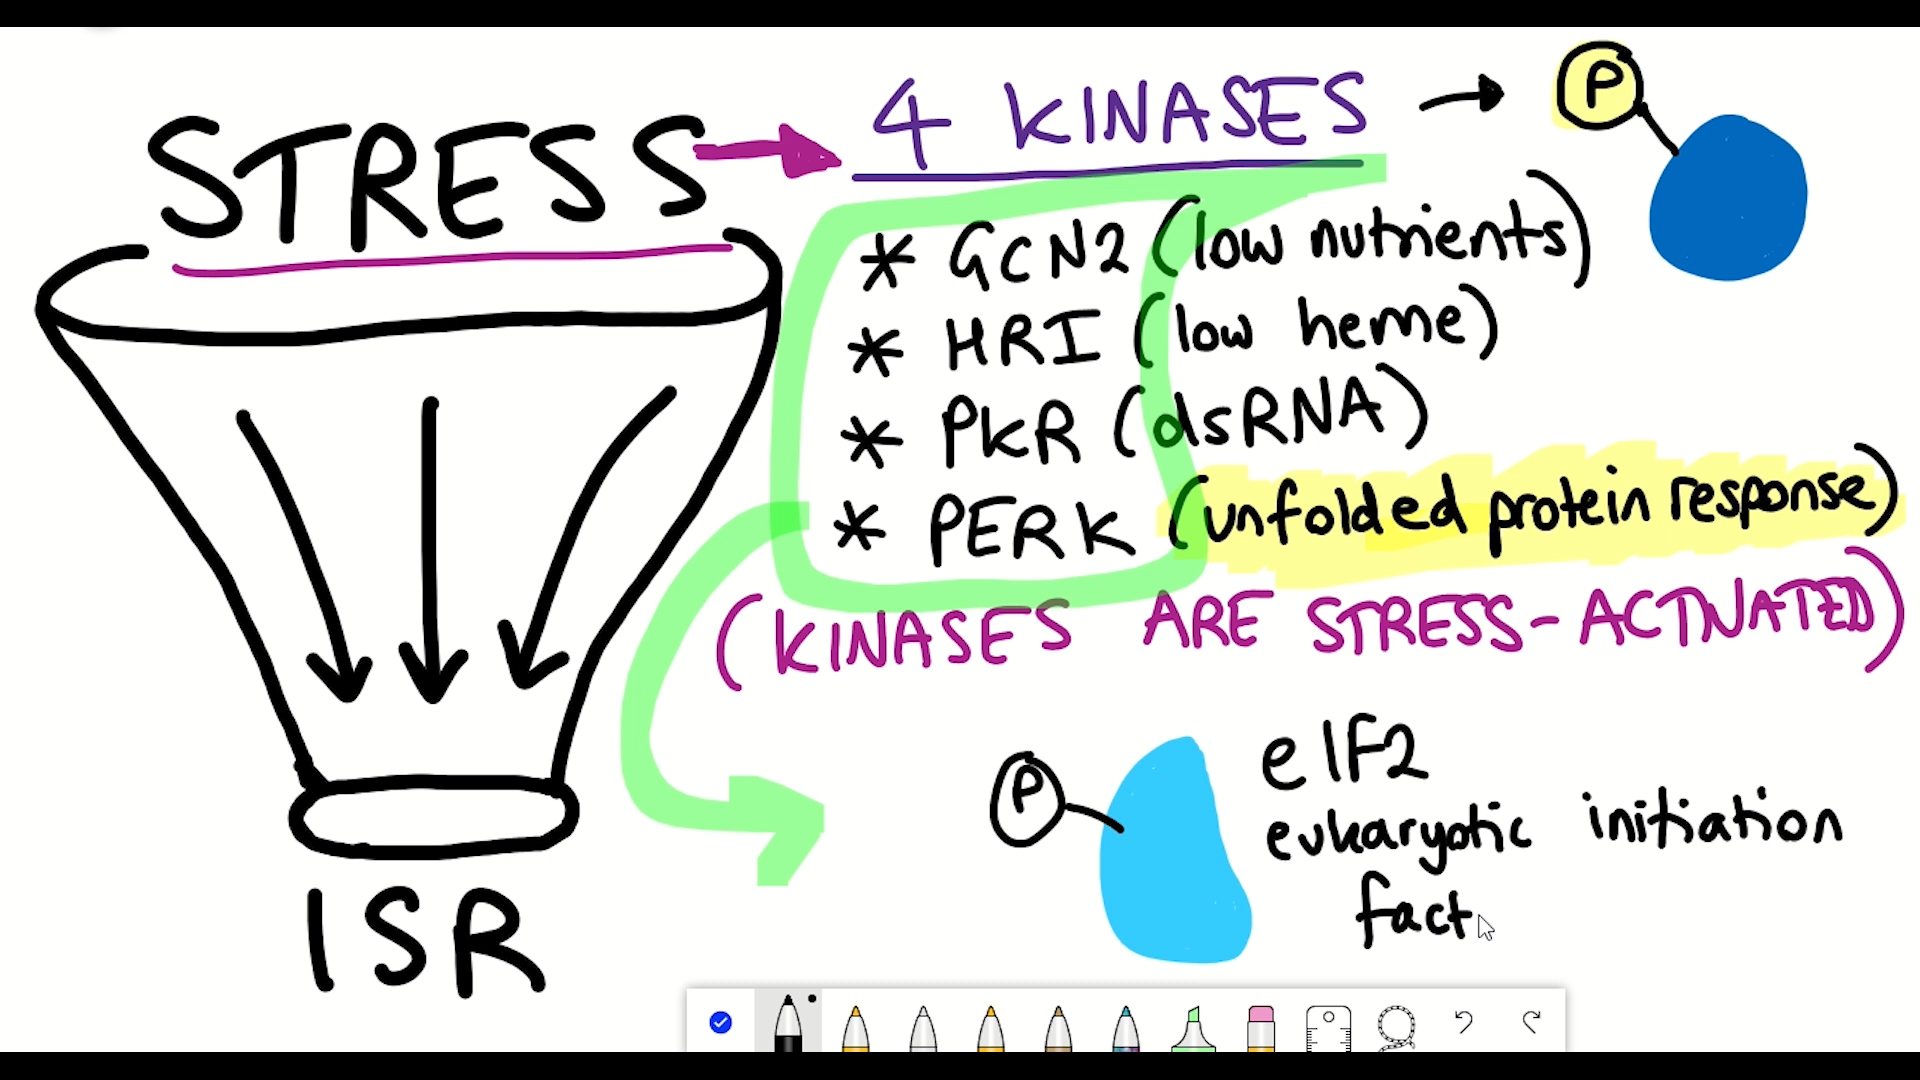 STRESS
4 KINASES
P
* GCN2 (low nutrients)
* HRI (low heme)
* PKR (dsRNA)
* PERK (unfolded protein response)
(KINASES ARE STRESS-ACTIVATED)
P
eIF2
eukaryotic initiation
fact
ISR